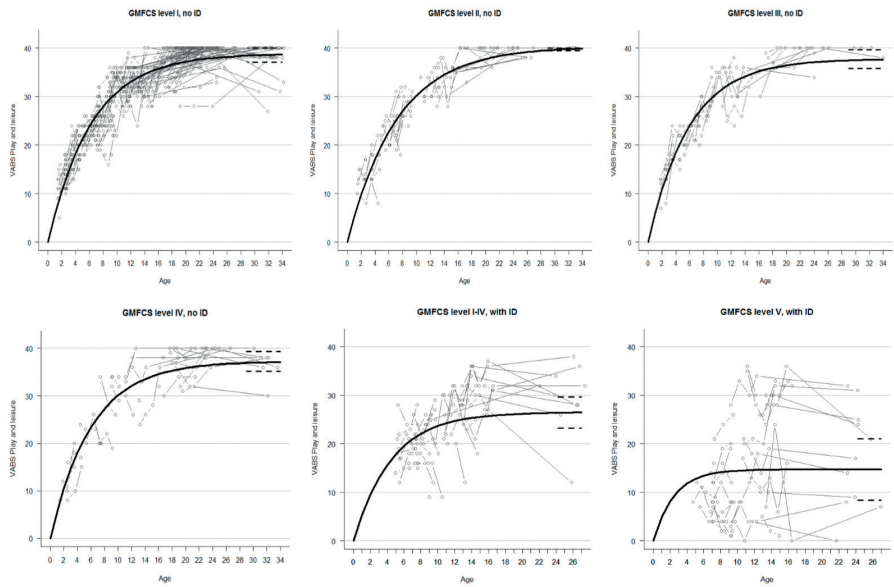 GMFCS level I, no ID
VABS Play and leisure
40
30
20
10
0
0 2 4 6 8 10 12 14 16 18 20 22 24 26 28 30 32 34
Age
GMFCS level II, no ID
VABS Play and leisure
40
30
20
10
0
0 2 4 6 8 10 12 14 16 18 20 22 24 26 28 30 32 34
Age
GMFCS level III, no ID
VABS Play and leisure
40
30
20
10
0
0 2 4 6 8 10 12 14 16 18 20 22 24 26 28 30 32 34
Age
GMFCS level IV, no ID
VABS Play and leisure
40
30
20
10
0
0 2 4 6 8 10 12 14 16 18 20 22 24 26 28 30 32 34
Age
GMFCS level I-IV, with ID
VABS Play and leisure
40
30
20
10
0
0 2 4 6 8 10 12 14 16 18 20 22 24 26
Age
GMFCS level V, with ID
VABS Play and leisure
40
30
20
10
0
0 2 4 6 8 10 12 14 16 18 20 22 24 26
Age